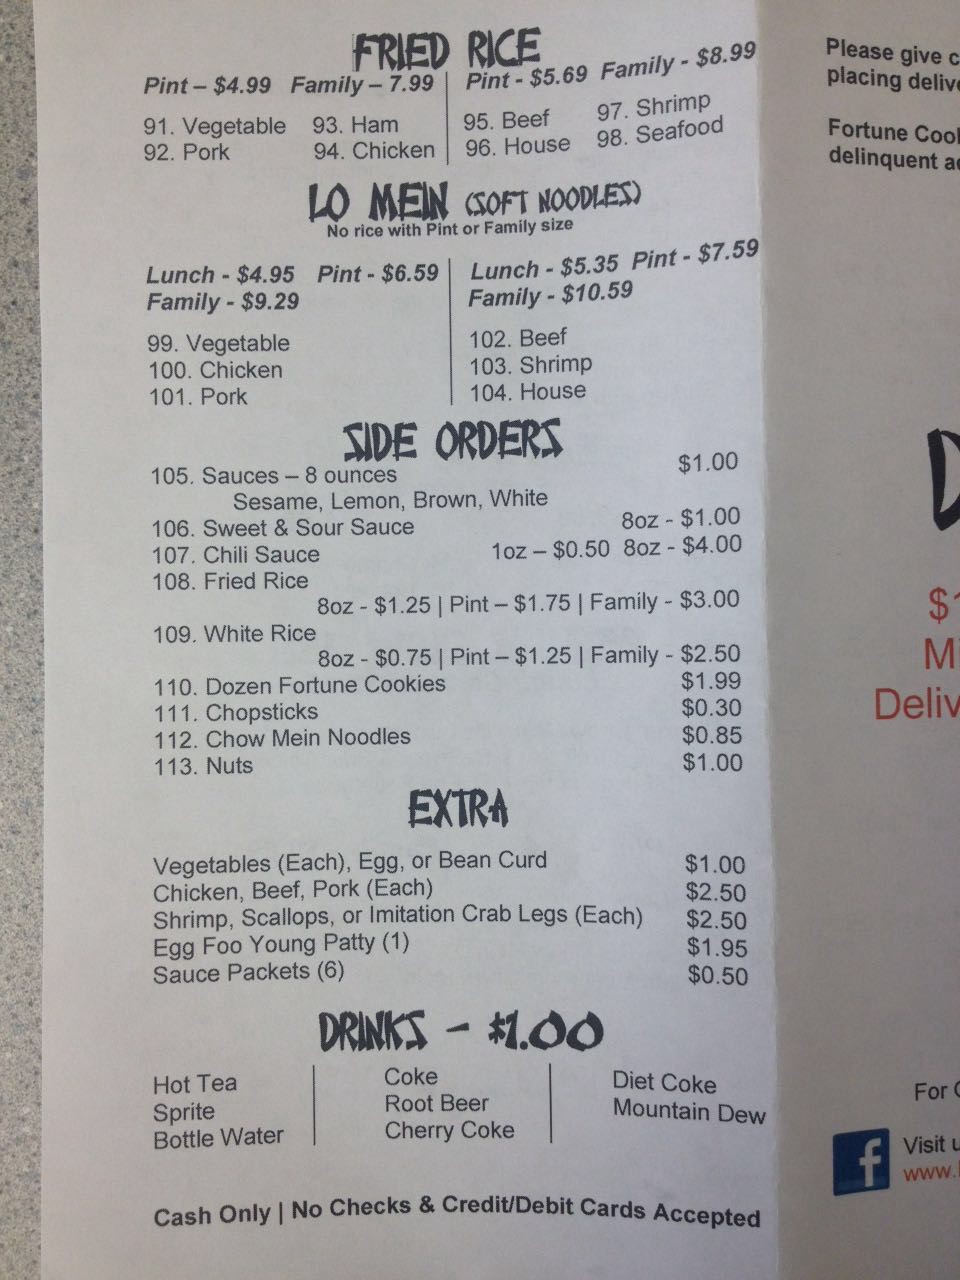 FRIED RICE
Pint – $4.99 Family – 7.99
Pint - $5.69 Family - $8.99
91. Vegetable 93. Ham
92. Pork 94. Chicken
95. Beef 97. Shrimp
96. House 98. Seafood
LO MEIN (SOFT NOODLES)
No rice with Pint or Family size
Lunch - $4.95 Pint - $6.59
Family - $9.29
99. Vegetable
100. Chicken
101. Pork
Lunch - $5.35 Pint - $7.59
Family - $10.59
102. Beef
103. Shrimp
104. House
SIDE ORDERS
105. Sauces – 8 ounces $1.00
Sesame, Lemon, Brown, White
106. Sweet & Sour Sauce 8oz - $1.00
107. Chili Sauce 1oz – $0.50 8oz - $4.00
108. Fried Rice
8oz - $1.25 | Pint – $1.75 | Family - $3.00
109. White Rice
8oz - $0.75 | Pint – $1.25 | Family - $2.50
110. Dozen Fortune Cookies $1.99
111. Chopsticks $0.30
112. Chow Mein Noodles $0.85
113. Nuts $1.00
EXTRA
Vegetables (Each), Egg, or Bean Curd $1.00
Chicken, Beef, Pork (Each) $2.50
Shrimp, Scallops, or Imitation Crab Legs (Each) $2.50
Egg Foo Young Patty (1) $1.95
Sauce Packets (6) $0.50
DRINKS - $1.00
Hot Tea
Sprite
Bottle Water
Coke
Root Beer
Cherry Coke
Diet Coke
Mountain Dew
Cash Only | No Checks & Credit/Debit Cards Accepted
Please give
placing
Fortune
delinquent
For
f Visit
www.